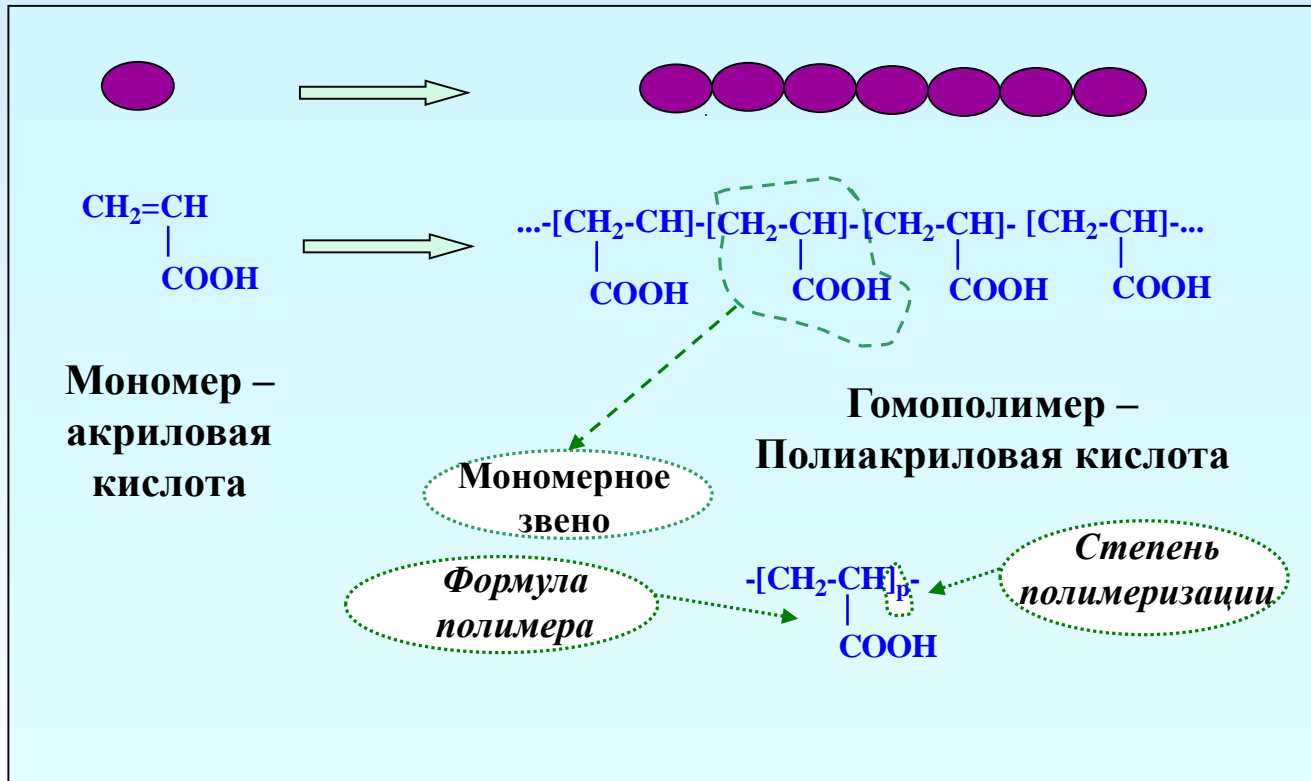 CH₂=CH
|
COOH
...-[CH₂-CH]-[CH₂-CH]-[CH₂-CH]- [CH₂-CH]-...
| | | |
COOH COOH COOH COOH
Мономер –
акриловая
кислота
Гомополимер –
Полиакриловая кислота
Мономерное
звено
Формула
полимера
-[CH₂-CH]ₚ-
|
COOH
Степень
полимеризации